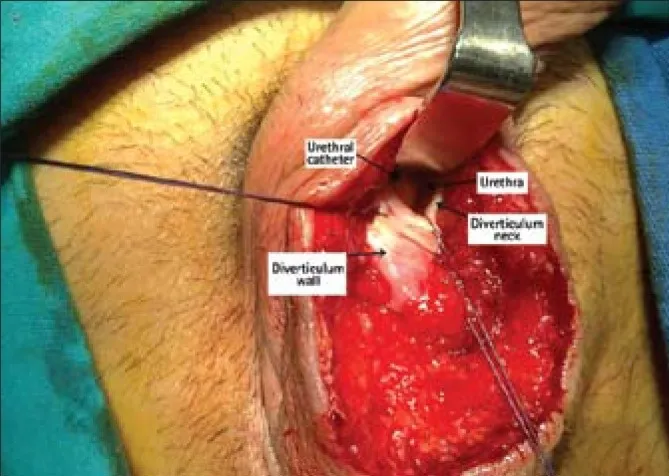 Urethral
catheter
Urethra
Diverticulum
neck
Diverticulum
wall